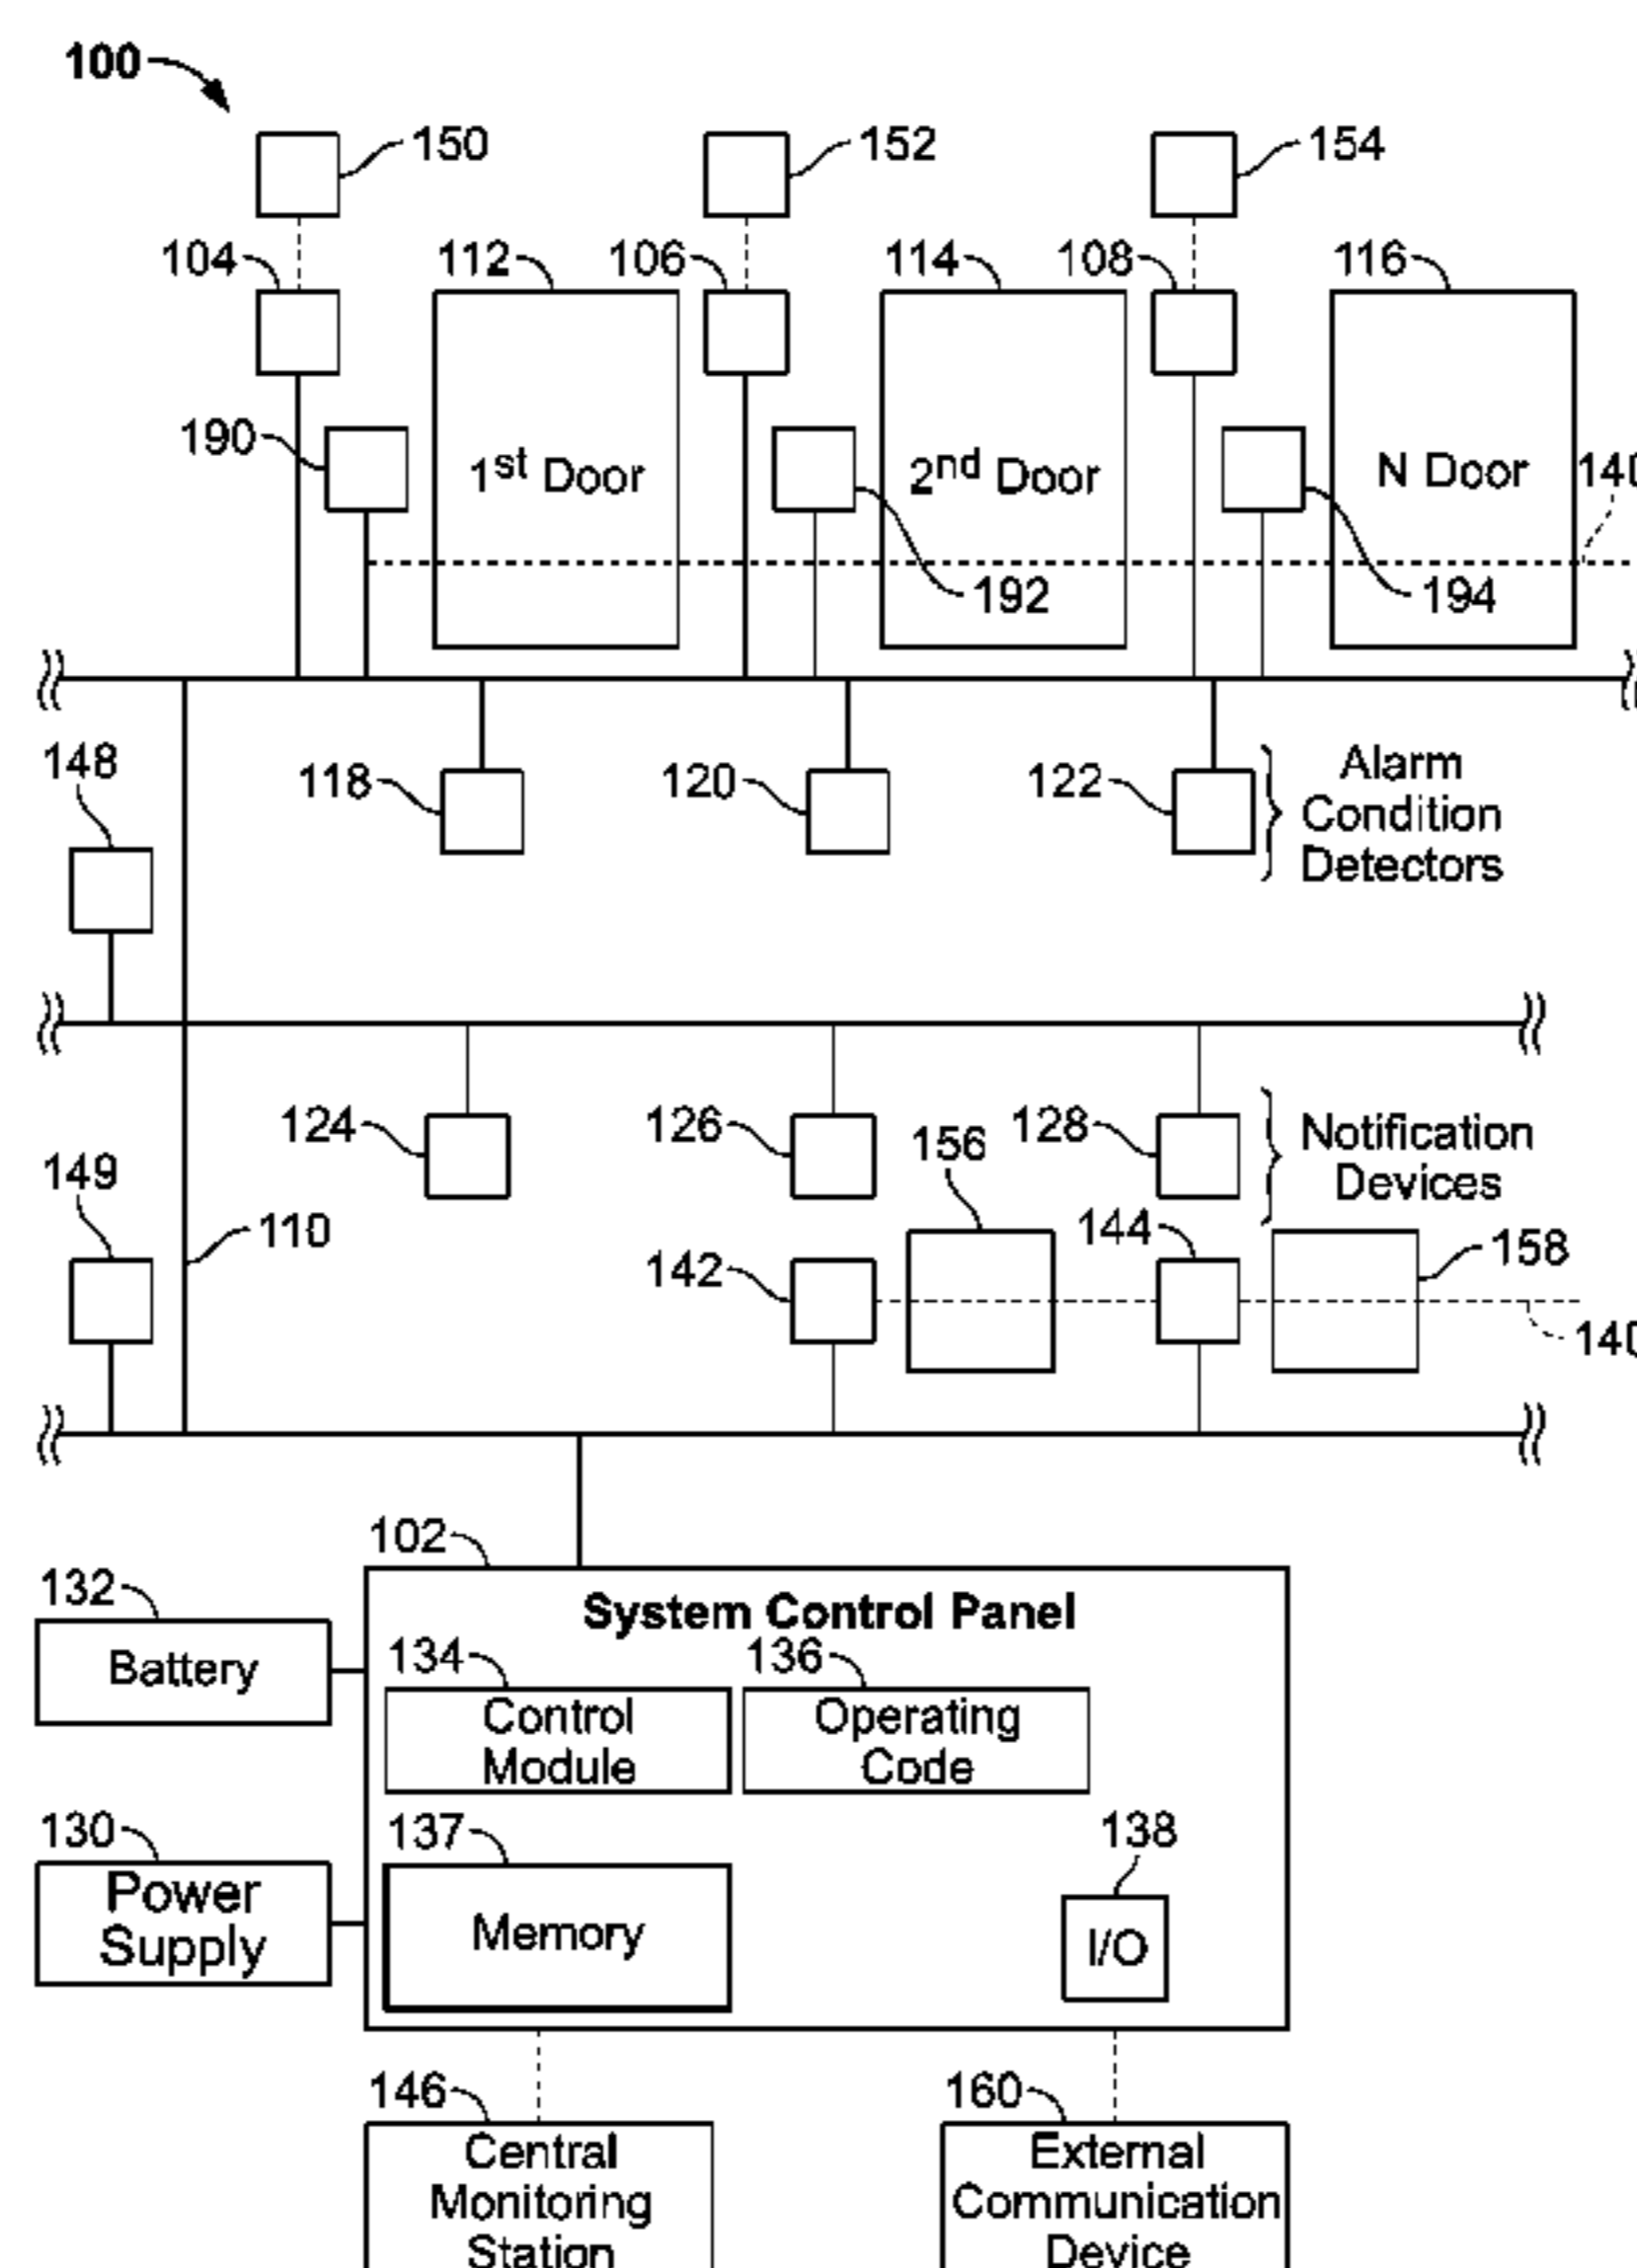 100
150
152
154
104
112
106
114
108
116
190
1st Door
2nd Door
N Door
140
192
194
148
118
120
122
Alarm
Condition
Detectors
124
126
156
128
Notification
Devices
149
110
142
144
158
140
102
132
System Control Panel
Battery
134
136
Control
Module
Operating
Code
130
137
138
Power
Supply
Memory
I/O
146
160
Central
Monitoring
Station
External
Communication
Device